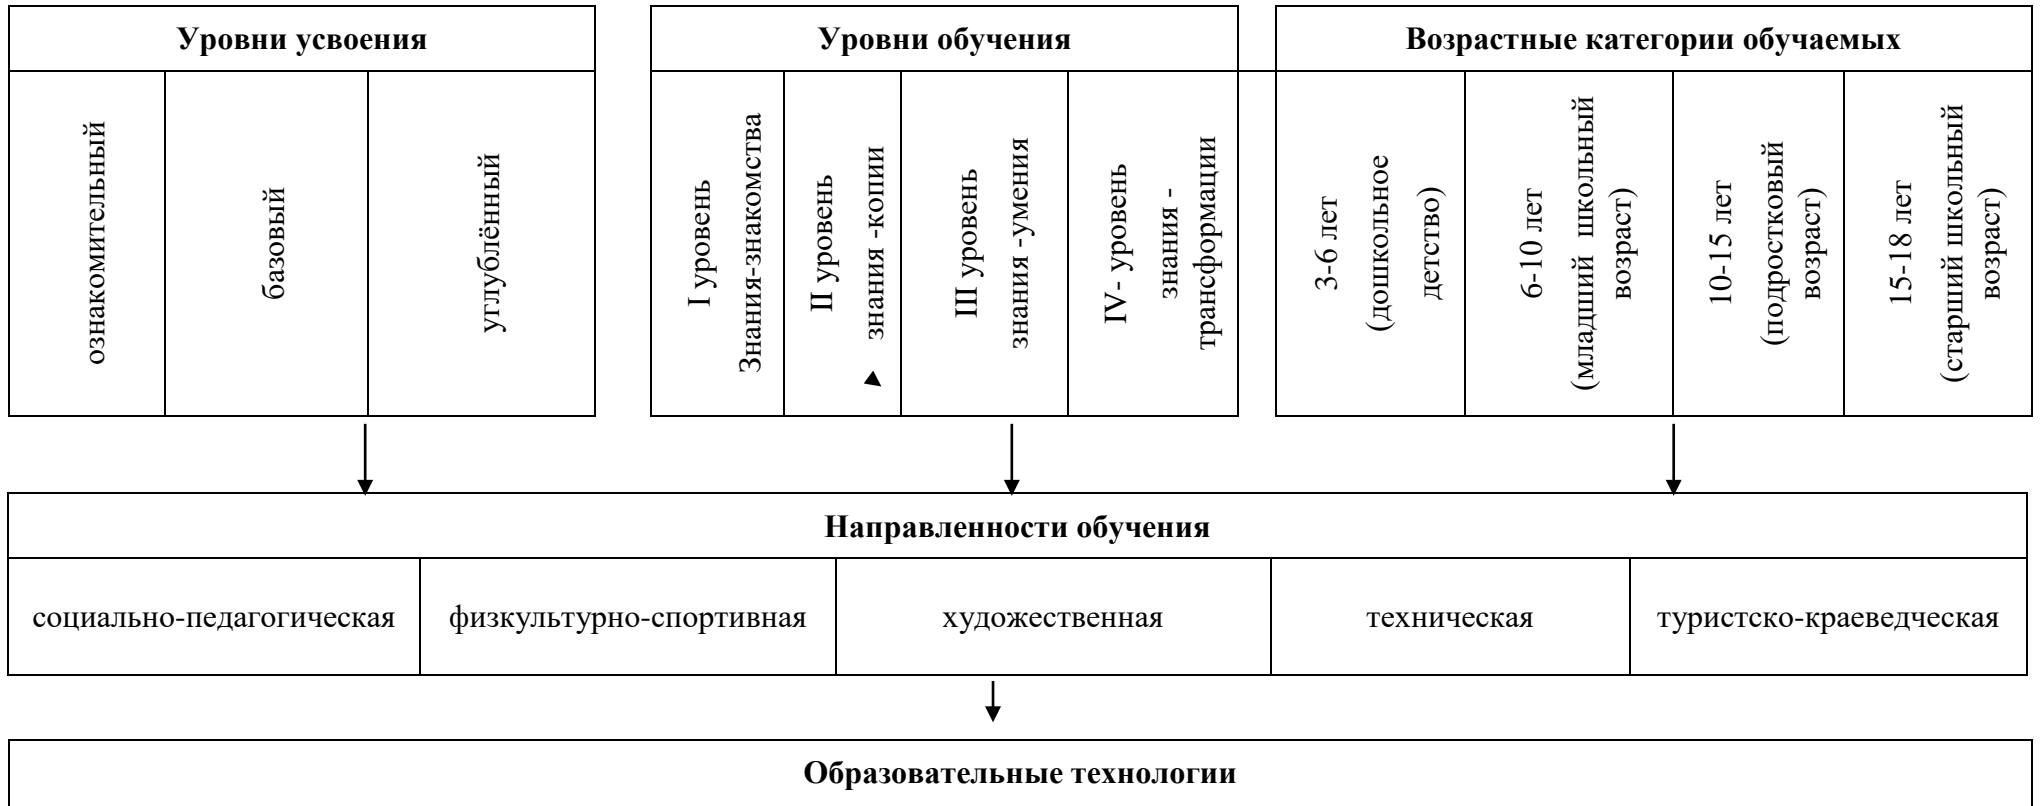 Уровни усвоения
ознакомительный
базовый
углублённый
Уровни обучения
I уровень
Знания-знакомства
II уровень
знания -копии
III уровень
знания -умения
IV- уровень
знания -
трансформации
Возрастные категории обучаемых
3-6 лет
(дошкольное
детство)
6-10 лет
(младший школьный
возраст)
10-15 лет
(подростковый
возраст)
15-18 лет
(старший школьный
возраст)
Направленности обучения
социально-педагогическая
физкультурно-спортивная
художественная
техническая
туристско-краеведческая
Образовательные технологии